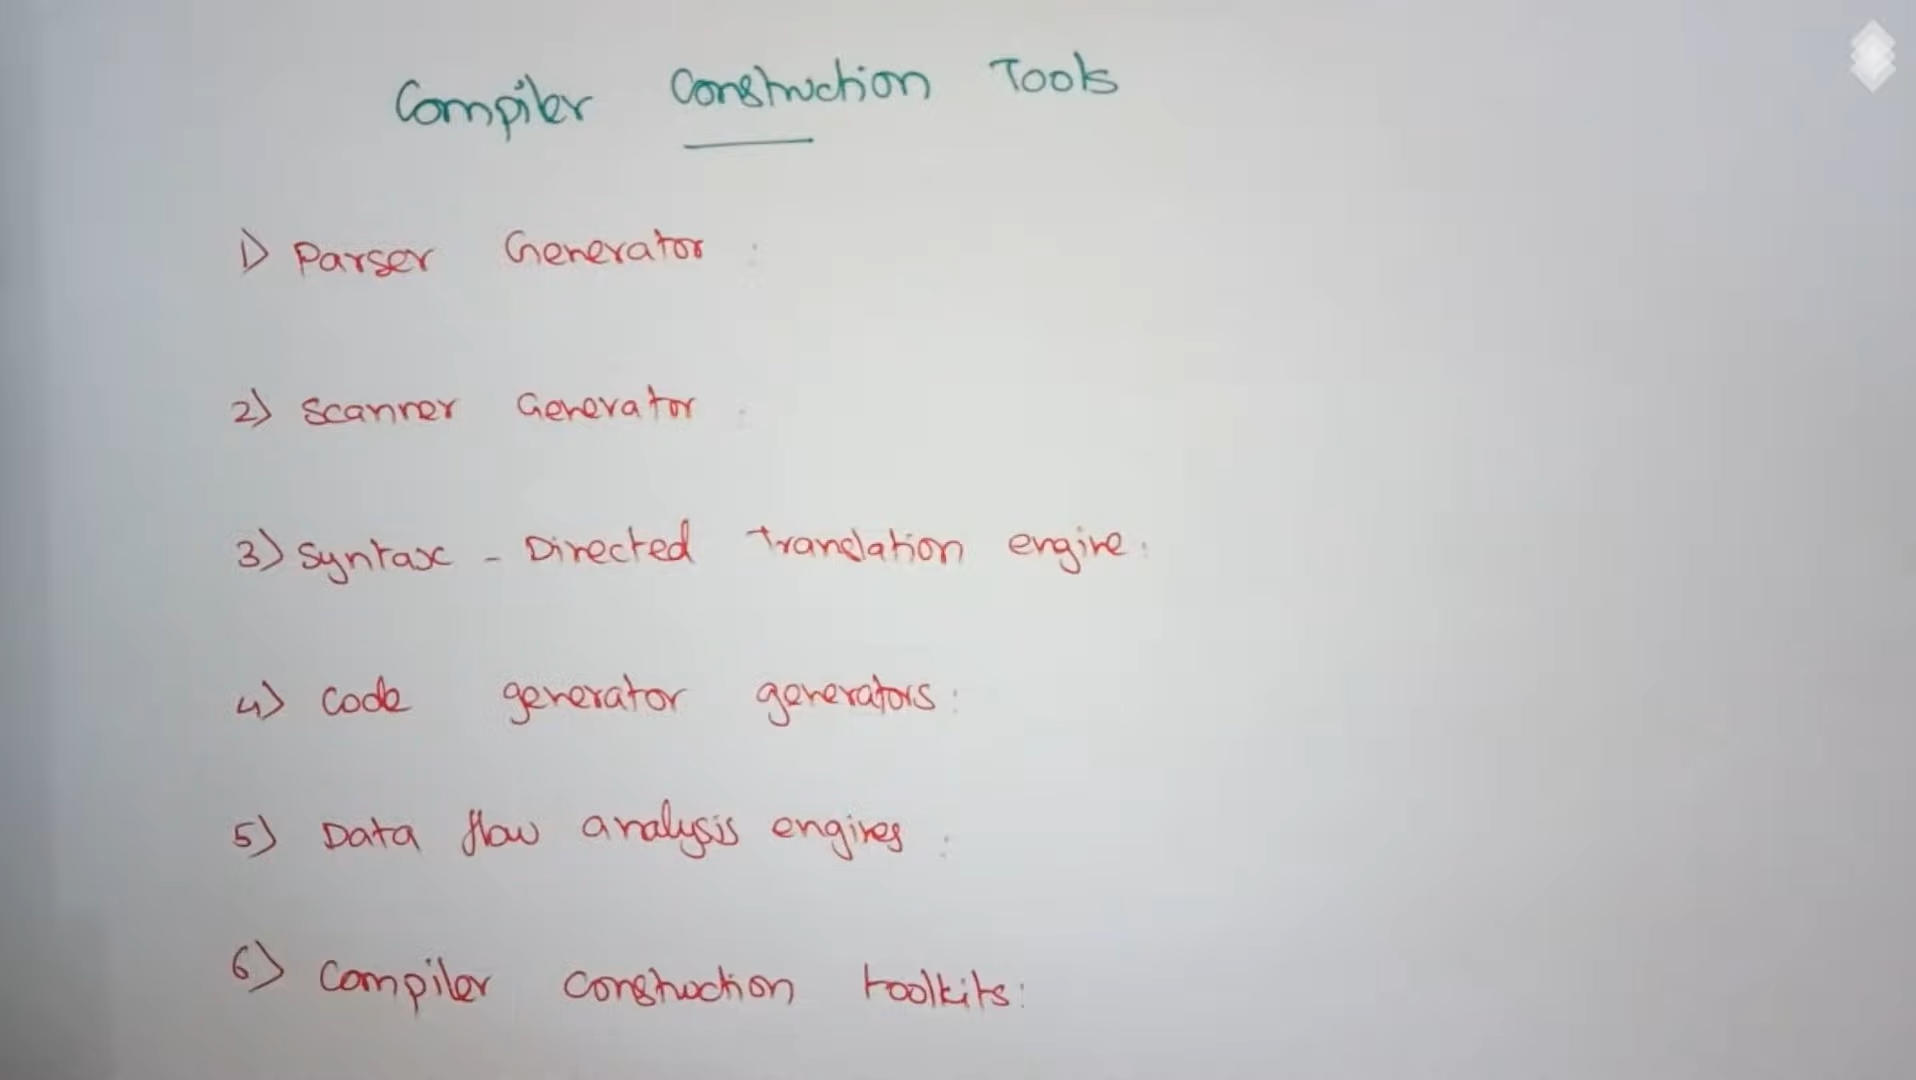 Compiler Construction Tools
1) Parser Generator :
2) Scanner Generator :
3) Syntax - Directed Translation engine:
4) Code generator generators:
5) Data flow analysis engines :
6) Compiler construction toolkits: